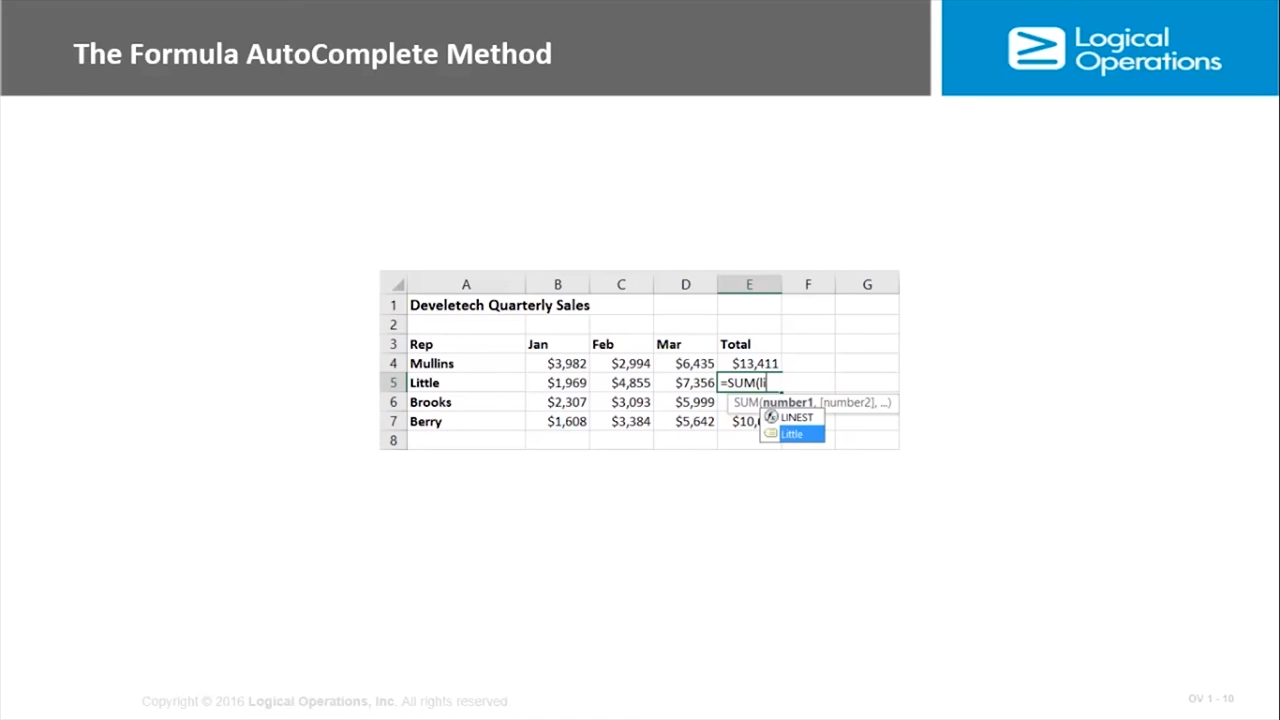 The Formula AutoComplete Method
Logical
Operations
A B C D E F G
1 Develetech Quarterly Sales
2
3 Rep Jan Feb Mar Total
4 Mullins $3,982 $2,994 $6,435 $13,411
5 Little $1,969 $4,855 $7,356 =SUM(li
6 Brooks $2,307 $3,093 $5,999 SUM(number1, [number2], ...)
LINEST
7 Berry $1,608 $3,384 $5,642 $10,
Little
8
Copyright © 2016 Logical Operations, Inc. All rights reserved
OV 1 - 10